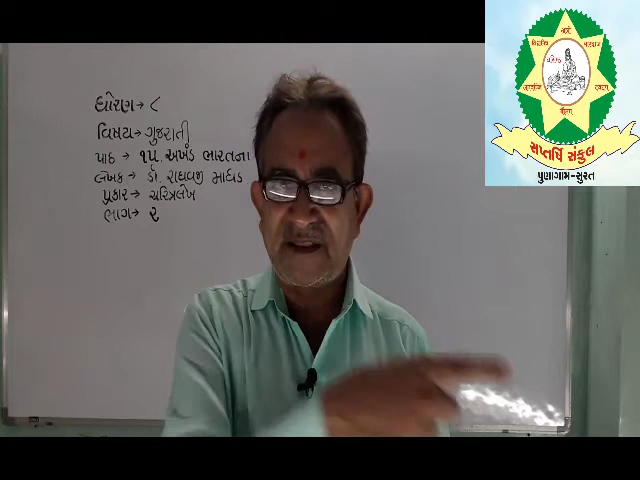 ધોરણ → ૮
વિષય → ગુજરાતી
પાઠ → ૧૫. અખંડ ભારતના
લેખક → ડૉ. રાઘવજી માધડ
પ્રકાર → ચરિત્રલેખ
ભાગ → ૨
સપ્તર્ષિ સંકુલ
પુણાગામ-સુરત